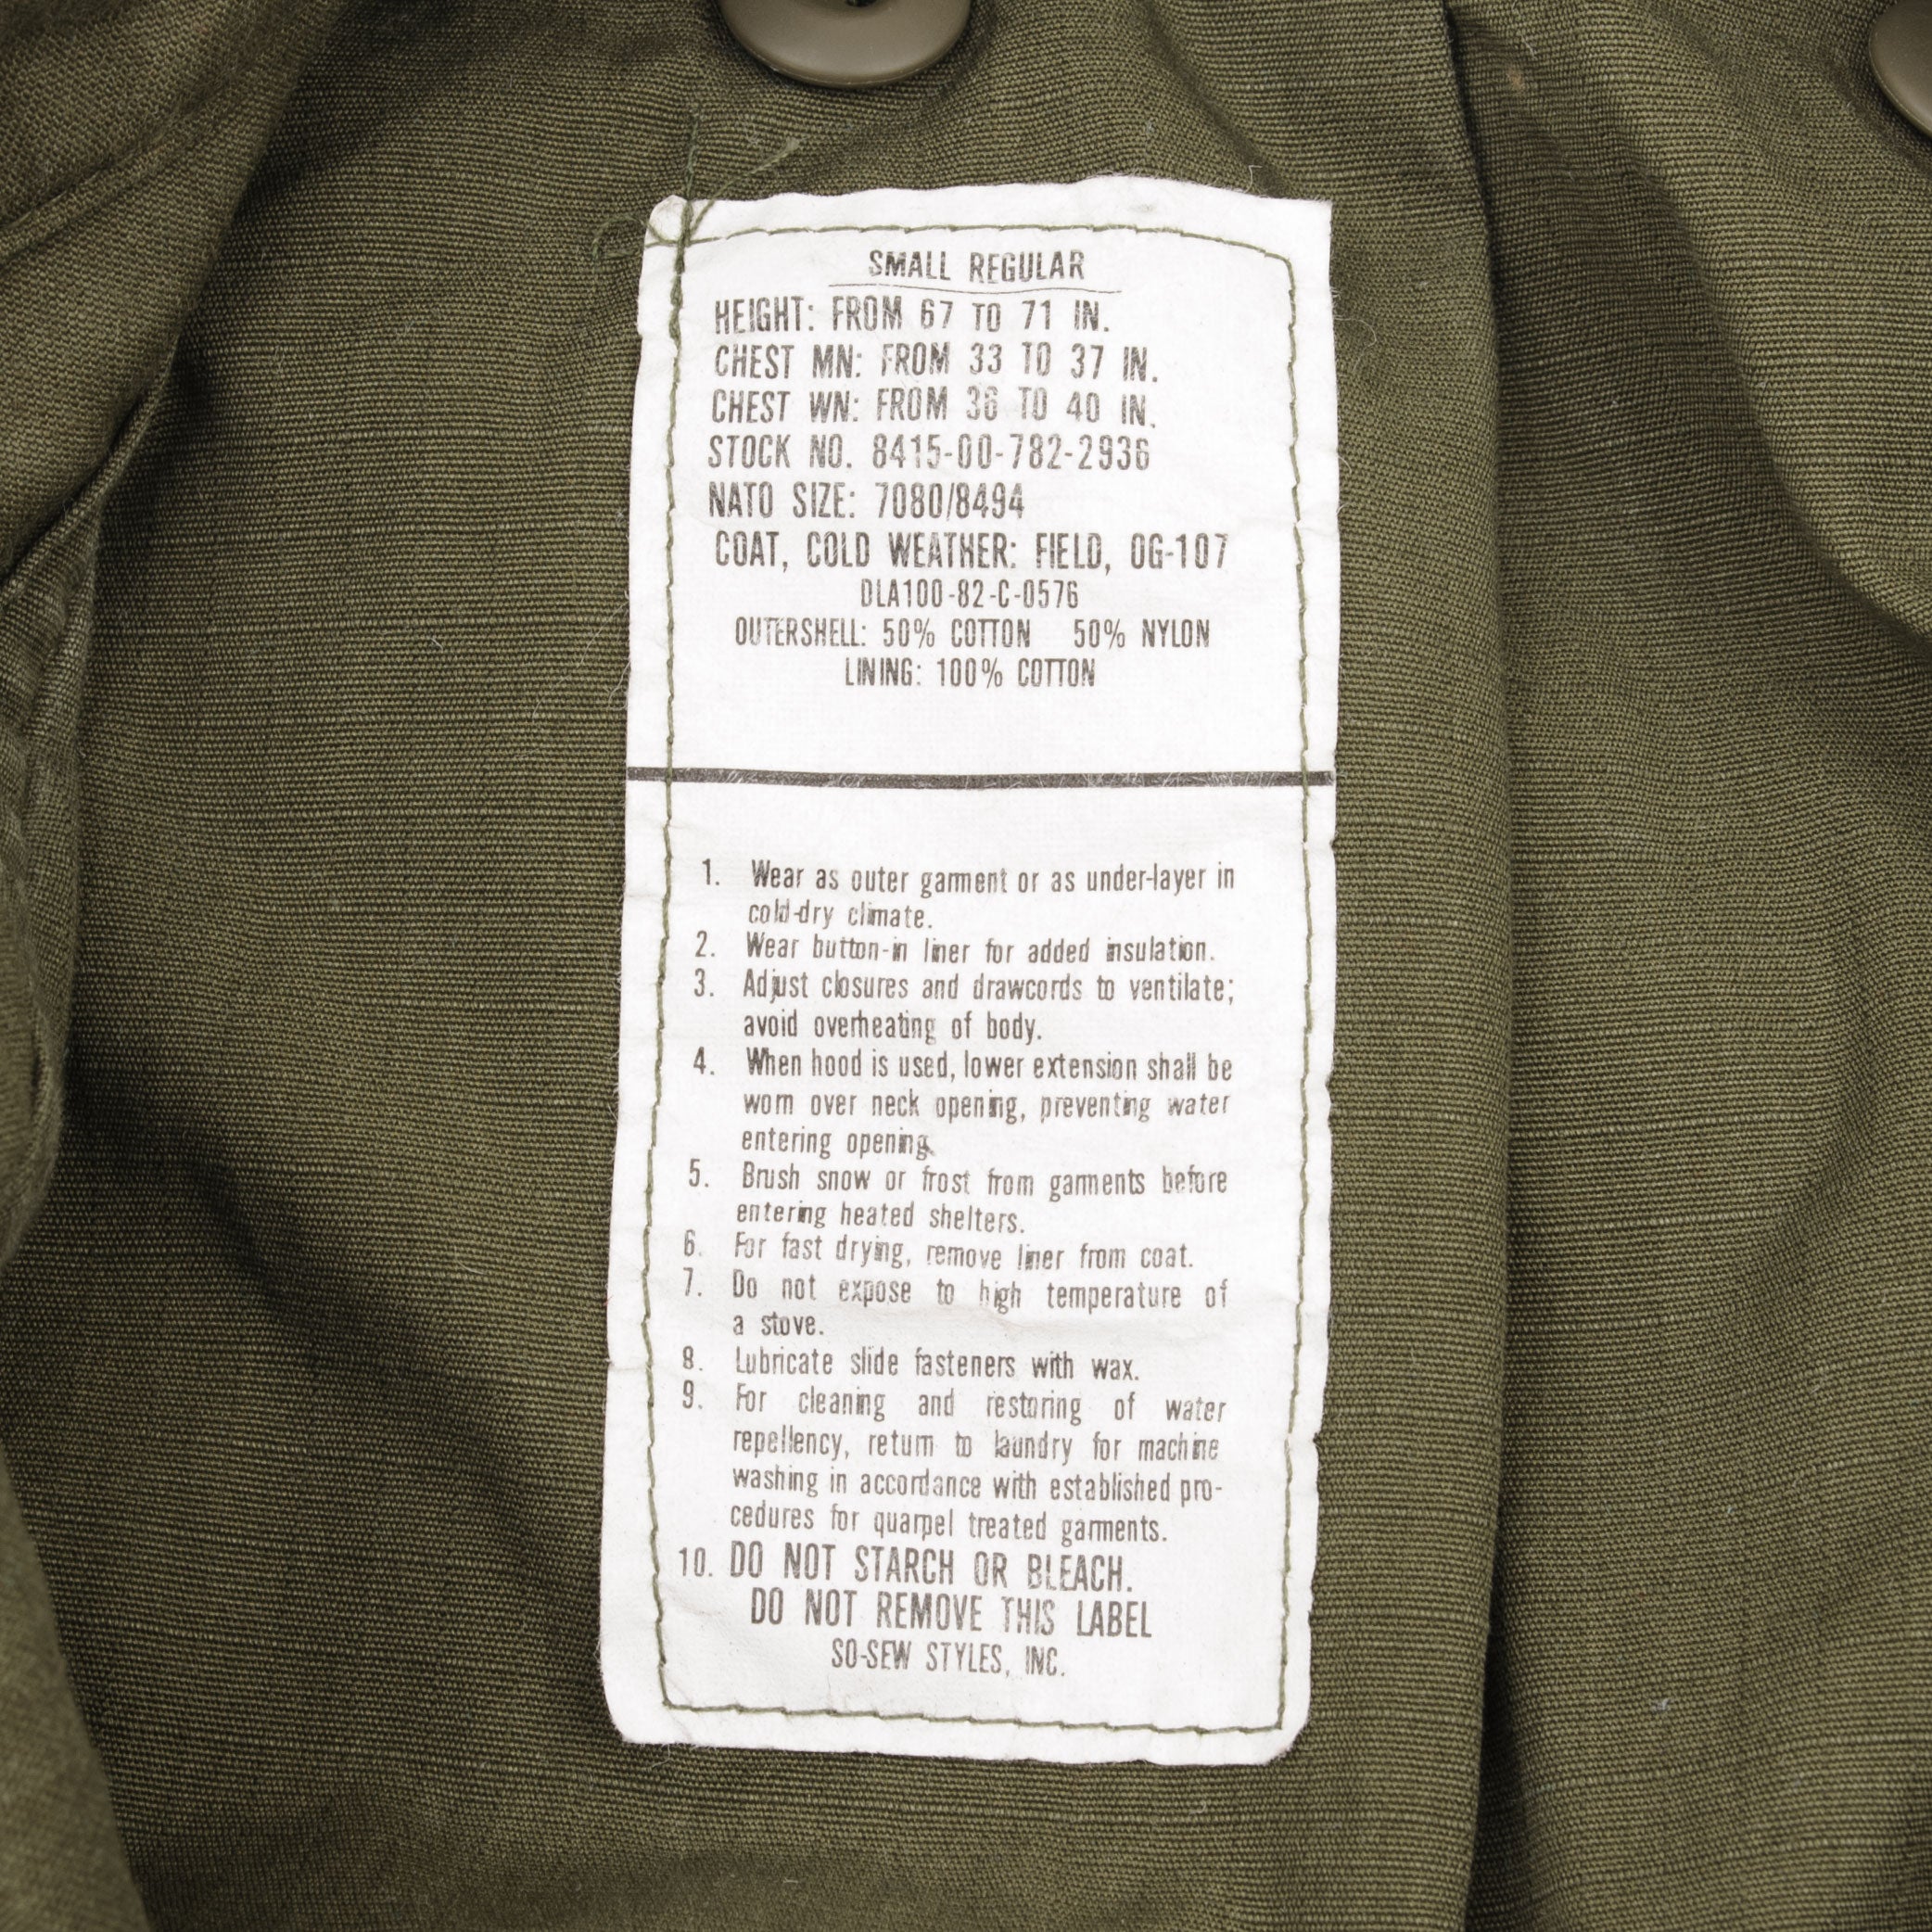 SMALL REGULAR
HEIGHT: FROM 67 TO 71 IN.
CHEST MN: FROM 33 TO 37 IN.
CHEST WN: FROM 36 TO 40 IN.
STOCK NO. 8415-00-782-2936
NATO SIZE: 7080/8494
COAT, COLD WEATHER: FIELD, OG-107
DLA100-82-C-0576
OUTERSHELL: 50% COTTON 50% NYLON
LINING: 100% COTTON
1. Wear as outer garment or as under-layer in
cold-dry climate.
2. Wear button-in liner for added insulation.
3. Adjust closures and drawcords to ventilate;
avoid overheating of body.
4. When hood is used, lower extension shall be
worn over neck opening, preventing water
entering opening.
5. Brush snow or frost from garments before
entering heated shelters.
6. For fast drying, remove liner from coat.
7. Do not expose to high temperature of
a stove.
8. Lubricate slide fasteners with wax.
9. For cleaning and restoring of water
repellency, return to laundry for machine
washing in accordance with established pro-
cedures for quarpel treated garments.
10. DO NOT STARCH OR BLEACH.
DO NOT REMOVE THIS LABEL
SO-SEW STYLES, INC.